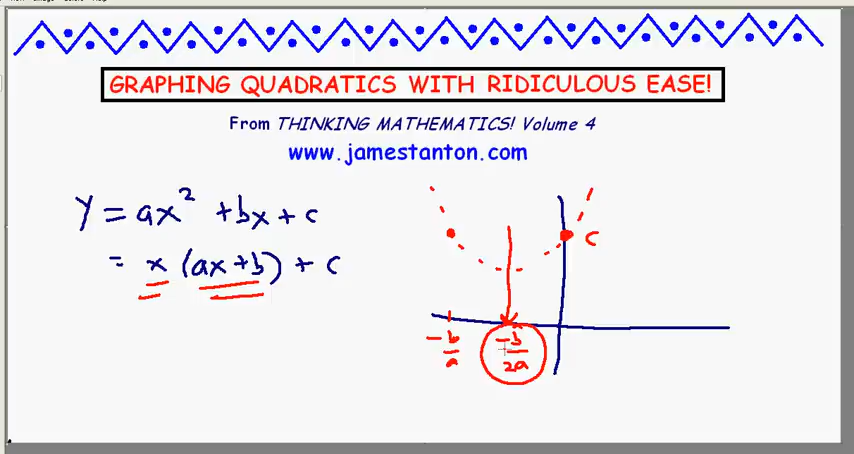 GRAPHING QUADRATICS WITH RIDICULOUS EASE!
From THINKING MATHEMATICS! Volume 4
www.jamestanton.com
Y = ax² + bx + c
= x (ax + b) + c
c
-b/a
-b/2a